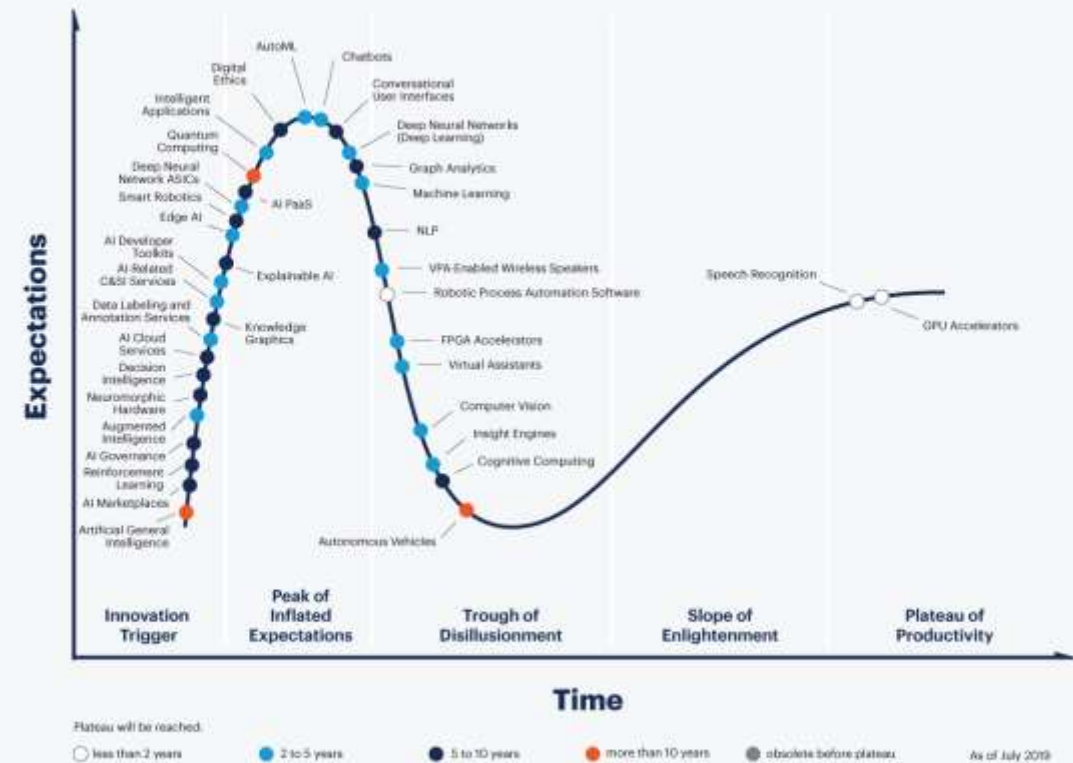 AutoML
Chatbots
Digital
Ethics
Conversational
User Interfaces
Intelligent
Applications
Deep Neural Networks
(Deep Learning)
Quantum
Computing
Graph Analytics
Deep Neural
Network ASICs
Machine Learning
Smart Robotics
AI PaaS
Edge AI
NLP
AI Developer
Toolkits
Explainable AI
VPA-Enabled Wireless Speakers
Speech Recognition
AI-Related
C&SI Services
Robotic Process Automation Software
Data Labeling and
Annotation Services
Knowledge
Graphics
GPU Accelerators
AI Cloud
Services
FPGA Accelerators
Decision
Intelligence
Virtual Assistants
Neuromorphic
Hardware
Computer Vision
Augmented
Intelligence
Insight Engines
AI Governance
Cognitive Computing
Reinforcement
Learning
AI Marketplaces
Artificial General
Intelligence
Autonomous Vehicles
Expectations
Innovation
Trigger
Peak of
Inflated
Expectations
Trough of
Disillusionment
Slope of
Enlightenment
Plateau of
Productivity
Time
Plateau will be reached:
less than 2 years
2 to 5 years
5 to 10 years
more than 10 years
obsolete before plateau
As of July 2019